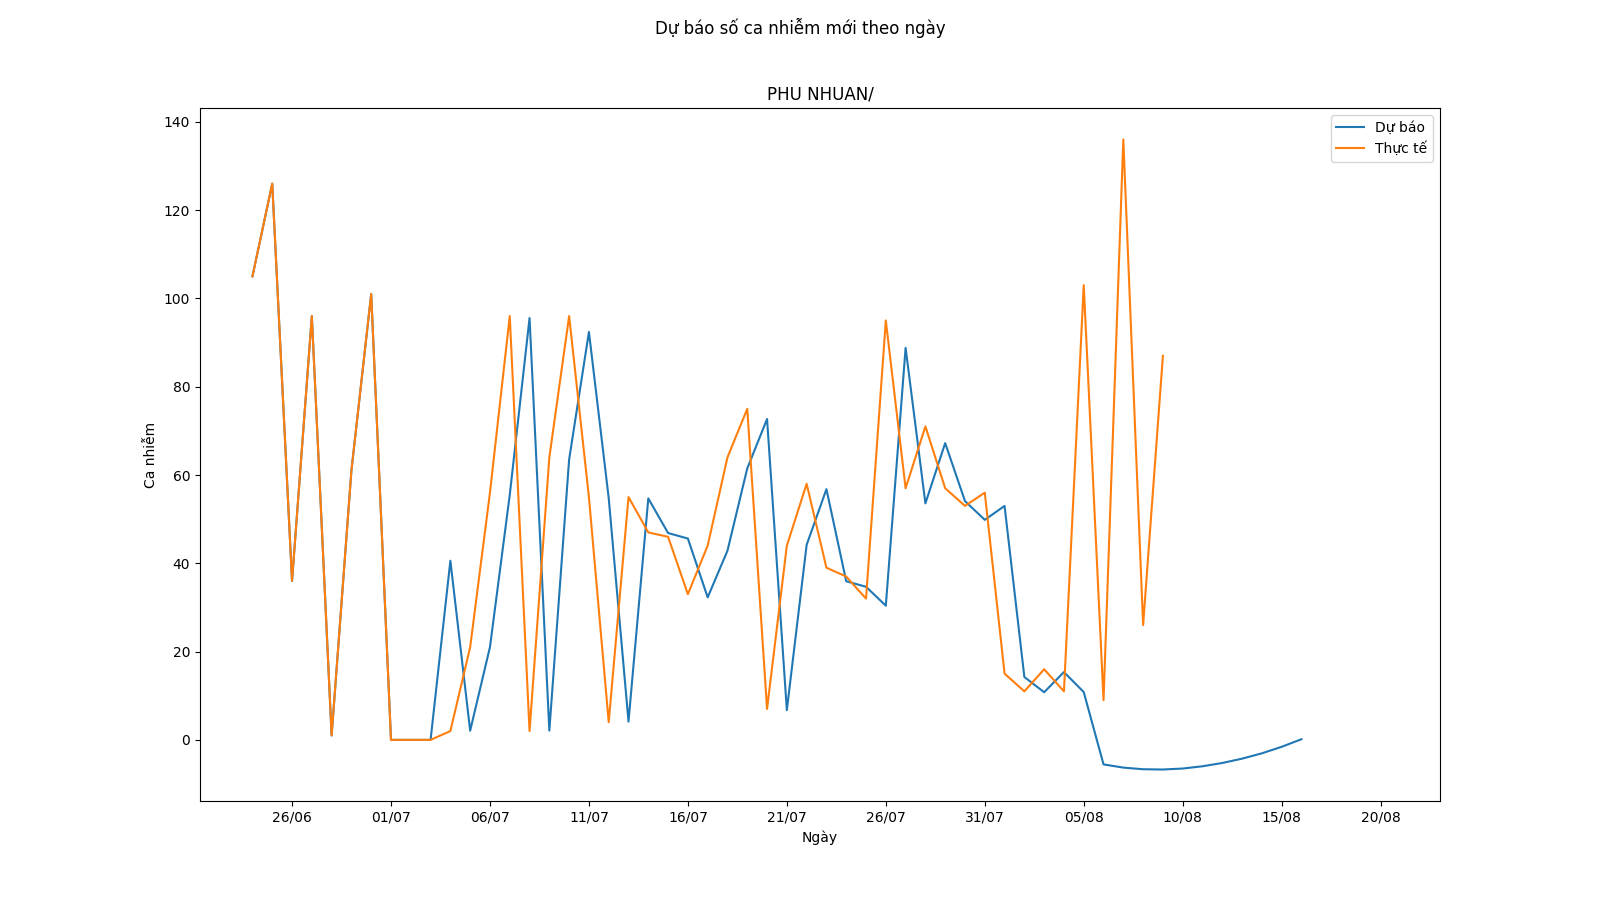 Dự báo số ca nhiễm mới theo ngày
PHU NHUAN/
140
120
100
80
60
40
20
0
Ca nhiễm
Dự báo
Thực tế
26/06 01/07 06/07 11/07 16/07 21/07 26/07 31/07 05/08 10/08 15/08 20/08
Ngày